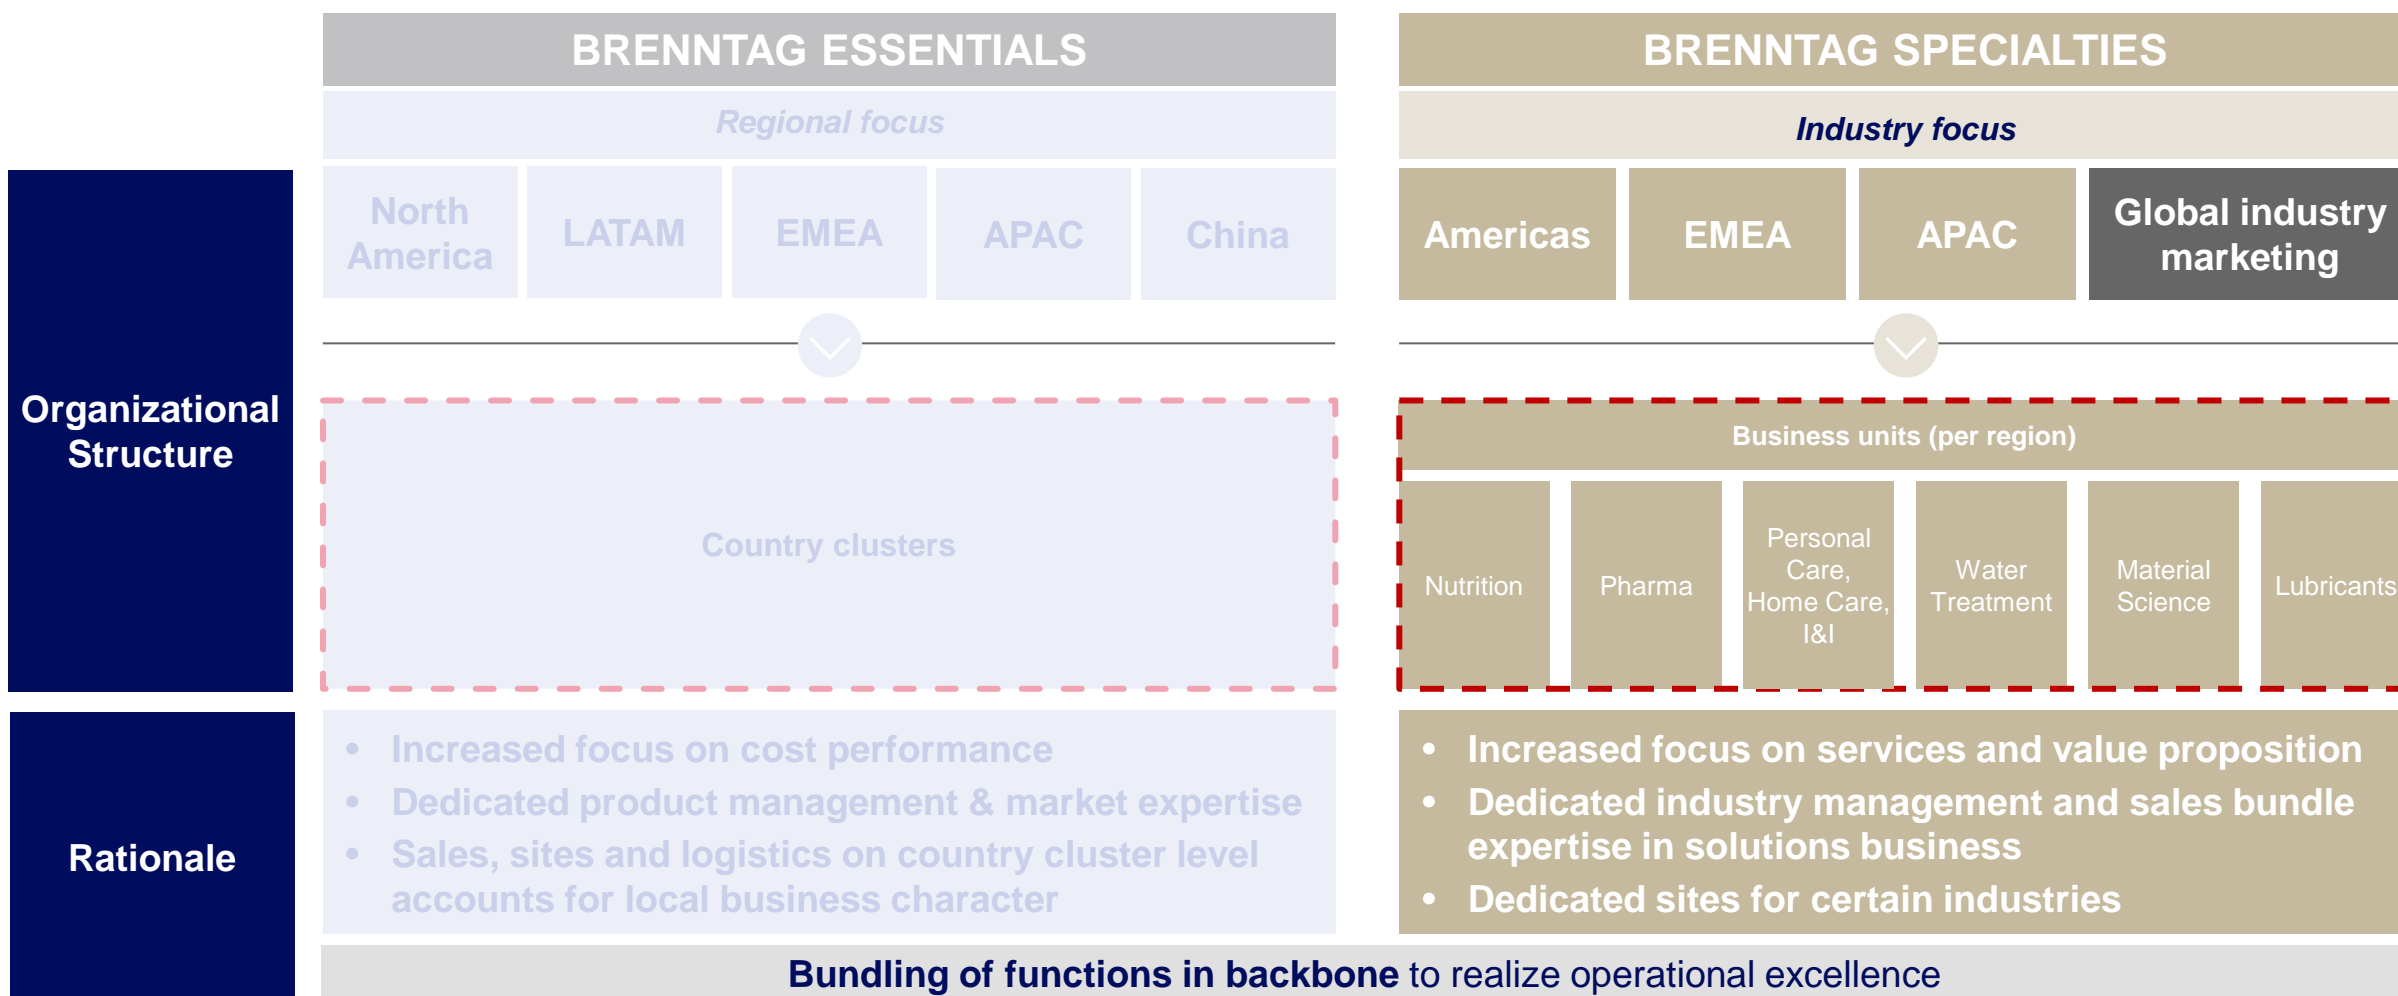 BRENNTAG ESSENTIALS
Regional focus
North
America
LATAM
EMEA
APAC
China
Country clusters
BRENNTAG SPECIALTIES
Industry focus
Americas
EMEA
APAC
Global industry
marketing
Business units (per region)
Nutrition
Pharma
Personal
Care,
Home Care,
I&I
Water
Treatment
Material
Science
Lubricants
Organizational
Structure
Rationale
• Increased focus on cost performance
• Dedicated product management & market expertise
• Sales, sites and logistics on country cluster level
accounts for local business character
• Increased focus on services and value proposition
• Dedicated industry management and sales bundle
expertise in solutions business
• Dedicated sites for certain industries
Bundling of functions in backbone to realize operational excellence